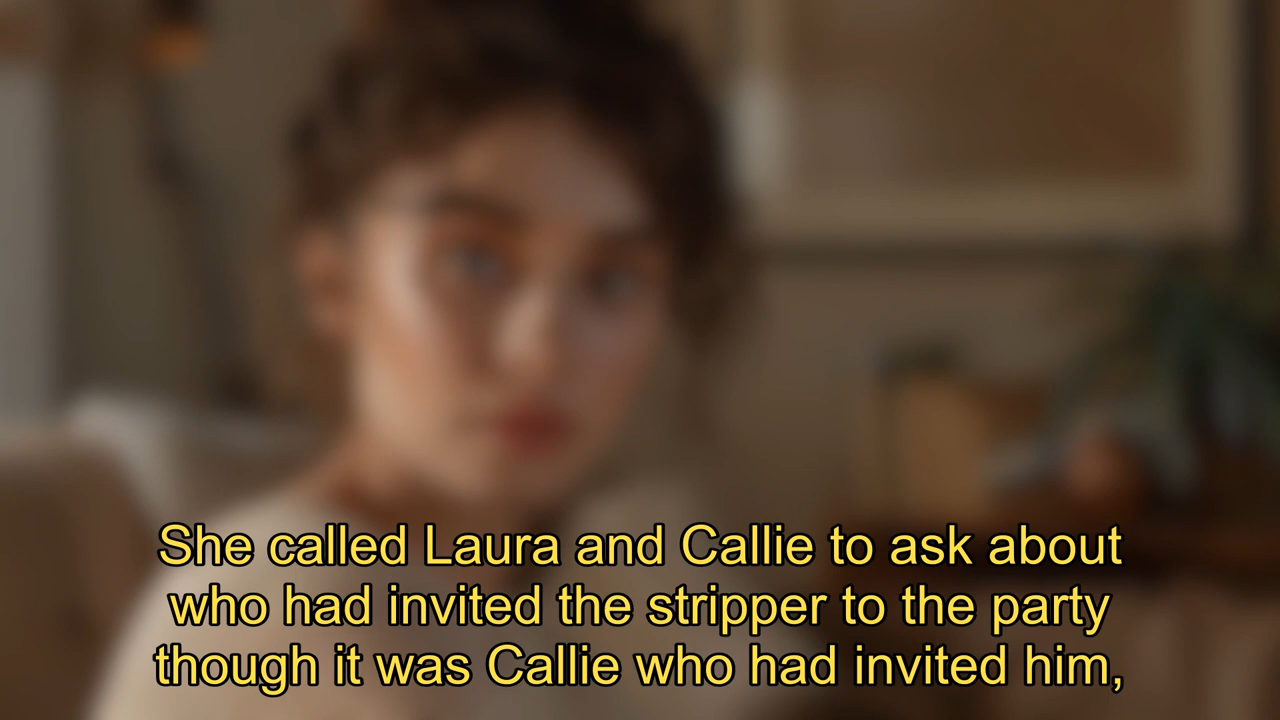 She called Laura and Callie to ask about
who had invited the stripper to the party
though it was Callie who had invited him,